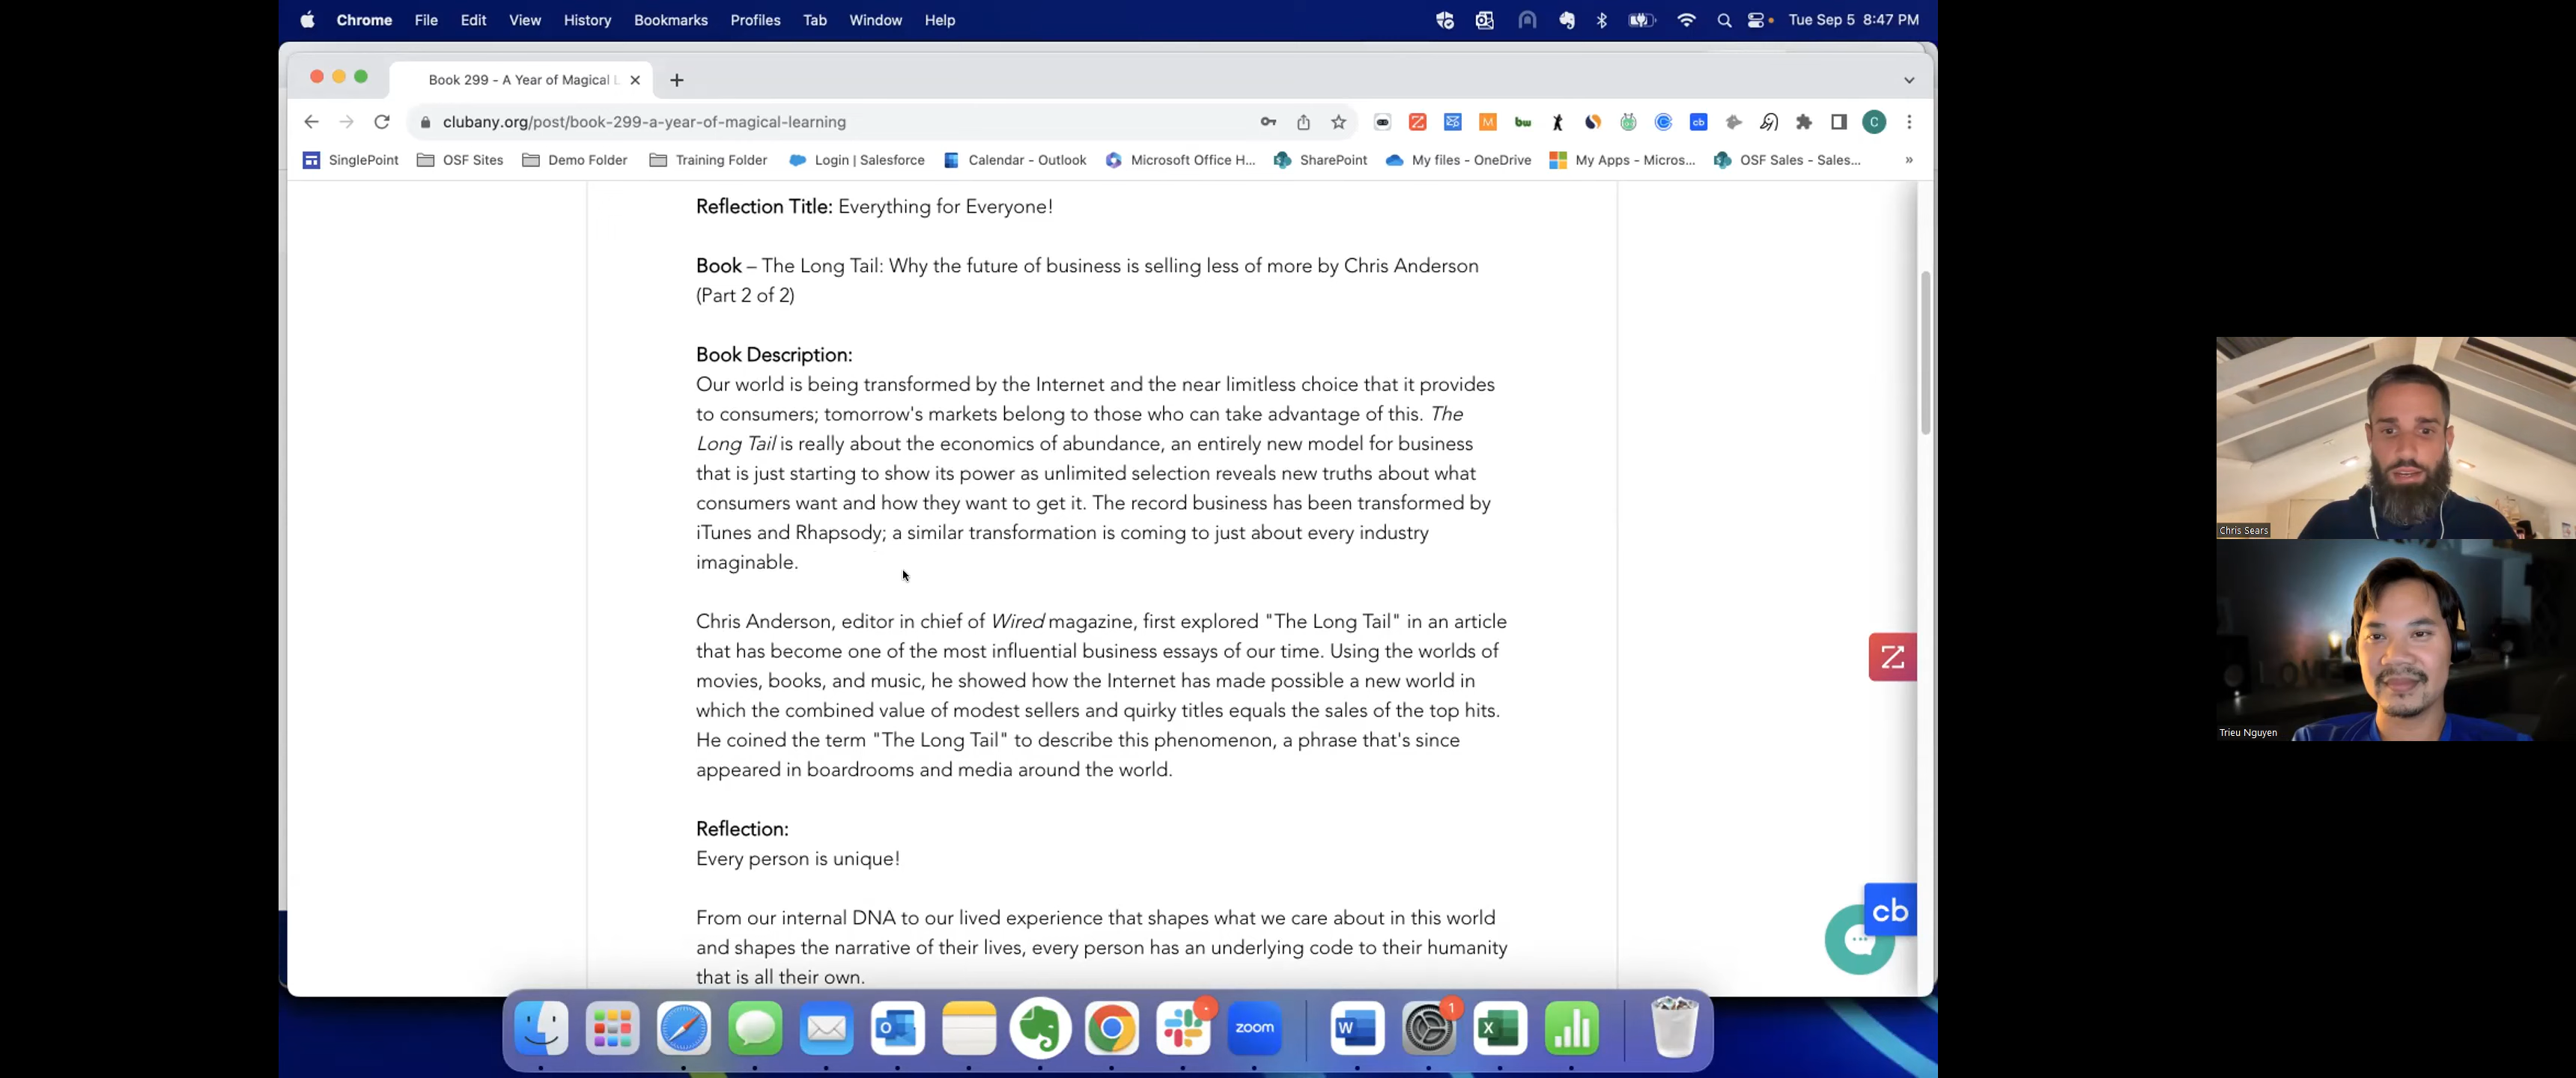 Chrome File Edit View History Bookmarks Profiles Tab Window Help Tue Sep 5 8:47 PM
Book 299 - A Year of Magical L
clubany.org/post/book-299-a-year-of-magical-learning
M bw cb C
SinglePoint OSF Sites Demo Folder Training Folder Login | Salesforce Calendar - Outlook Microsoft Office H... SharePoint My files - OneDrive My Apps - Micros... OSF Sales - Sales... »
Reflection Title: Everything for Everyone!
Book – The Long Tail: Why the future of business is selling less of more by Chris Anderson
(Part 2 of 2)
Book Description:
Our world is being transformed by the Internet and the near limitless choice that it provides
to consumers; tomorrow's markets belong to those who can take advantage of this. The
Long Tail is really about the economics of abundance, an entirely new model for business
that is just starting to show its power as unlimited selection reveals new truths about what
consumers want and how they want to get it. The record business has been transformed by
iTunes and Rhapsody; a similar transformation is coming to just about every industry
imaginable.
Chris Anderson, editor in chief of Wired magazine, first explored "The Long Tail" in an article
that has become one of the most influential business essays of our time. Using the worlds of
movies, books, and music, he showed how the Internet has made possible a new world in
which the combined value of modest sellers and quirky titles equals the sales of the top hits.
He coined the term "The Long Tail" to describe this phenomenon, a phrase that's since
appeared in boardrooms and media around the world.
Reflection:
Every person is unique!
From our internal DNA to our lived experience that shapes what we care about in this world
and shapes the narrative of their lives, every person has an underlying code to their humanity
that is all their own.
cb
O zoom W 1 X
Chris Sears
LOVE
Trieu Nguyen